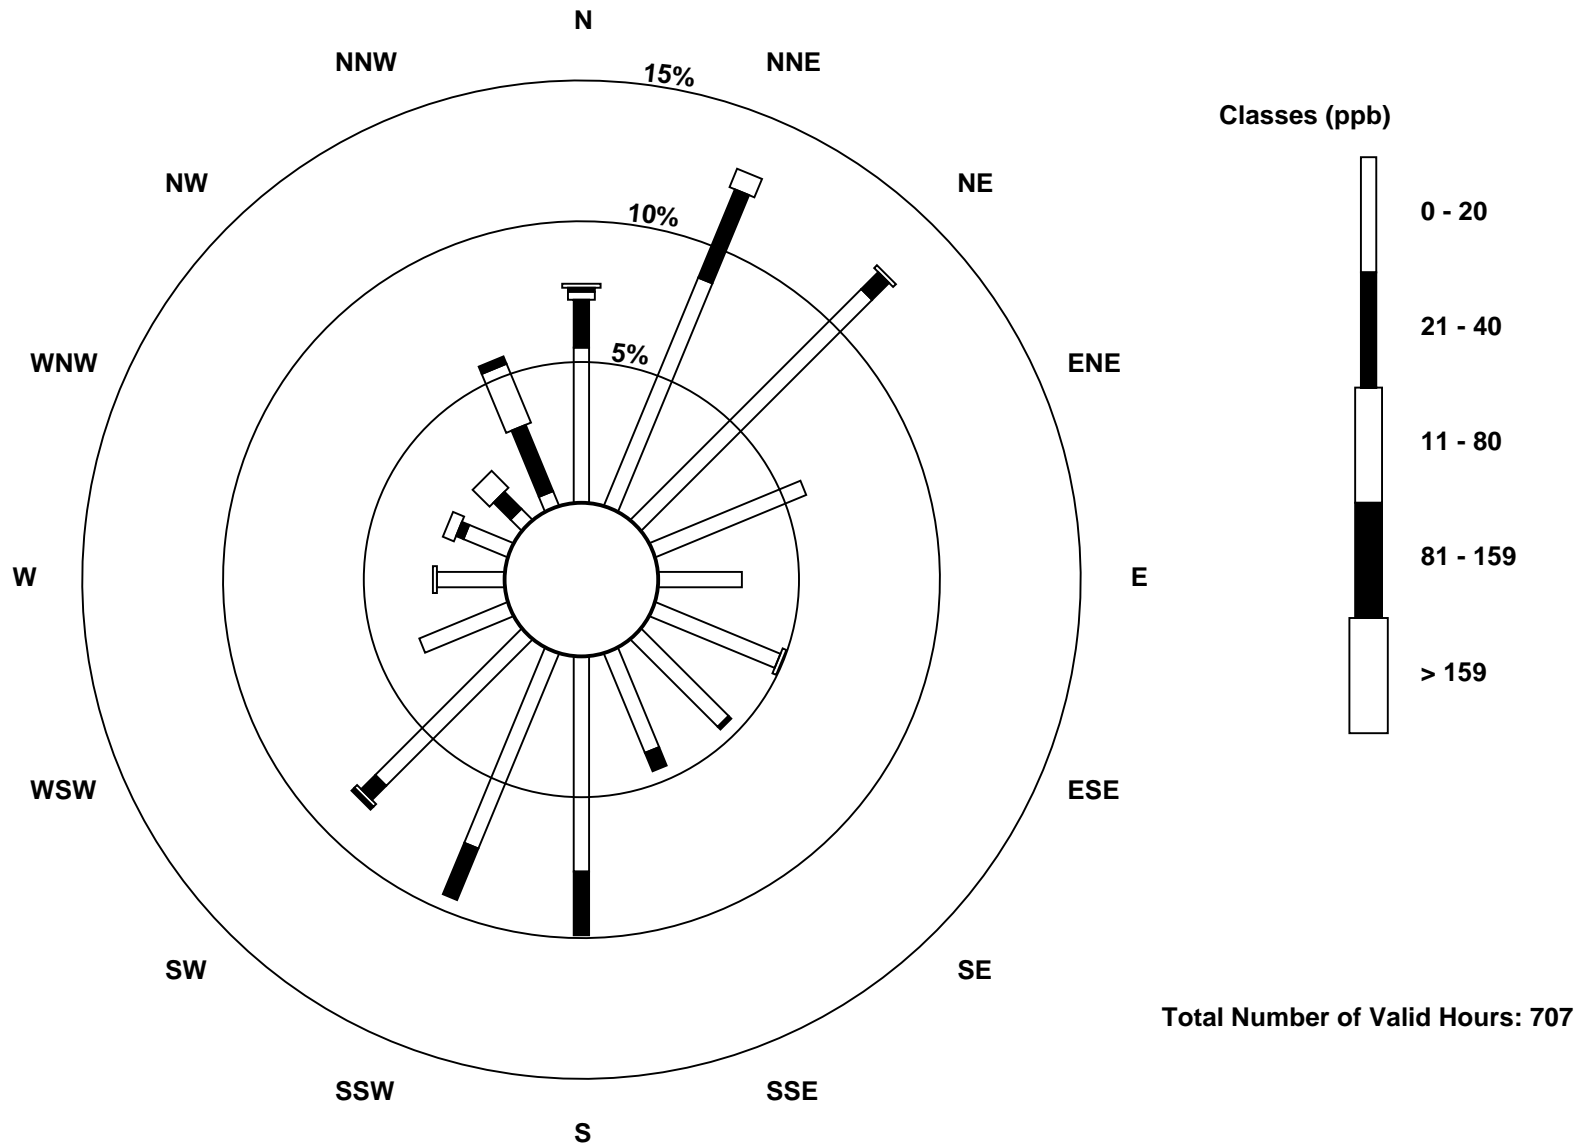 N
NNW
NNE
15%
Classes (ppb)
NW
NE
0 - 20
10%
21 - 40
5%
WNW
ENE
11 - 80
81 - 159
W
E
> 159
WSW
ESE
SW
SE
Total Number of Valid Hours: 707
SSW
SSE
S